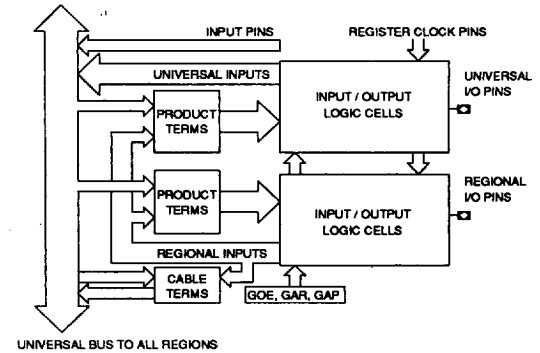 INPUT PINS
REGISTER CLOCK PINS
UNIVERSAL INPUTS
UNIVERSAL
I/O PINS
INPUT / OUTPUT
LOGIC CELLS
PRODUCT
TERMS
PRODUCT
TERMS
REGIONAL
I/O PINS
INPUT / OUTPUT
LOGIC CELLS
REGIONAL INPUTS
CABLE
TERMS
GOE, GAR, GAP
UNIVERSAL BUS TO ALL REGIONS